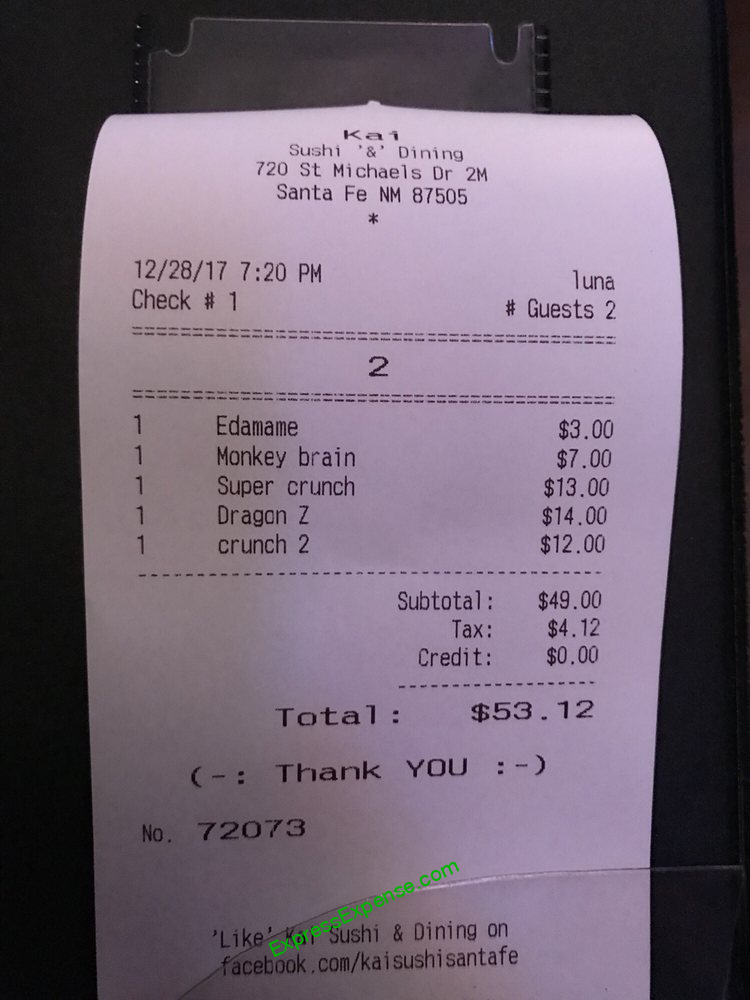 Kai
Sushi '&' Dining
720 St Michaels Dr 2M
Santa Fe NM 87505
*
12/28/17 7:20 PM luna
Check # 1 # Guests 2
2
1 Edamame $3.00
1 Monkey brain $7.00
1 Super crunch $13.00
1 Dragon Z $14.00
1 crunch 2 $12.00
Subtotal: $49.00
Tax: $4.12
Credit: $0.00
Total: $53.12
(-: Thank YOU :-)
No. 72073
ExpressExpense.com
'Like' Kai Sushi & Dining on
facebook.com/kaisushisantafe